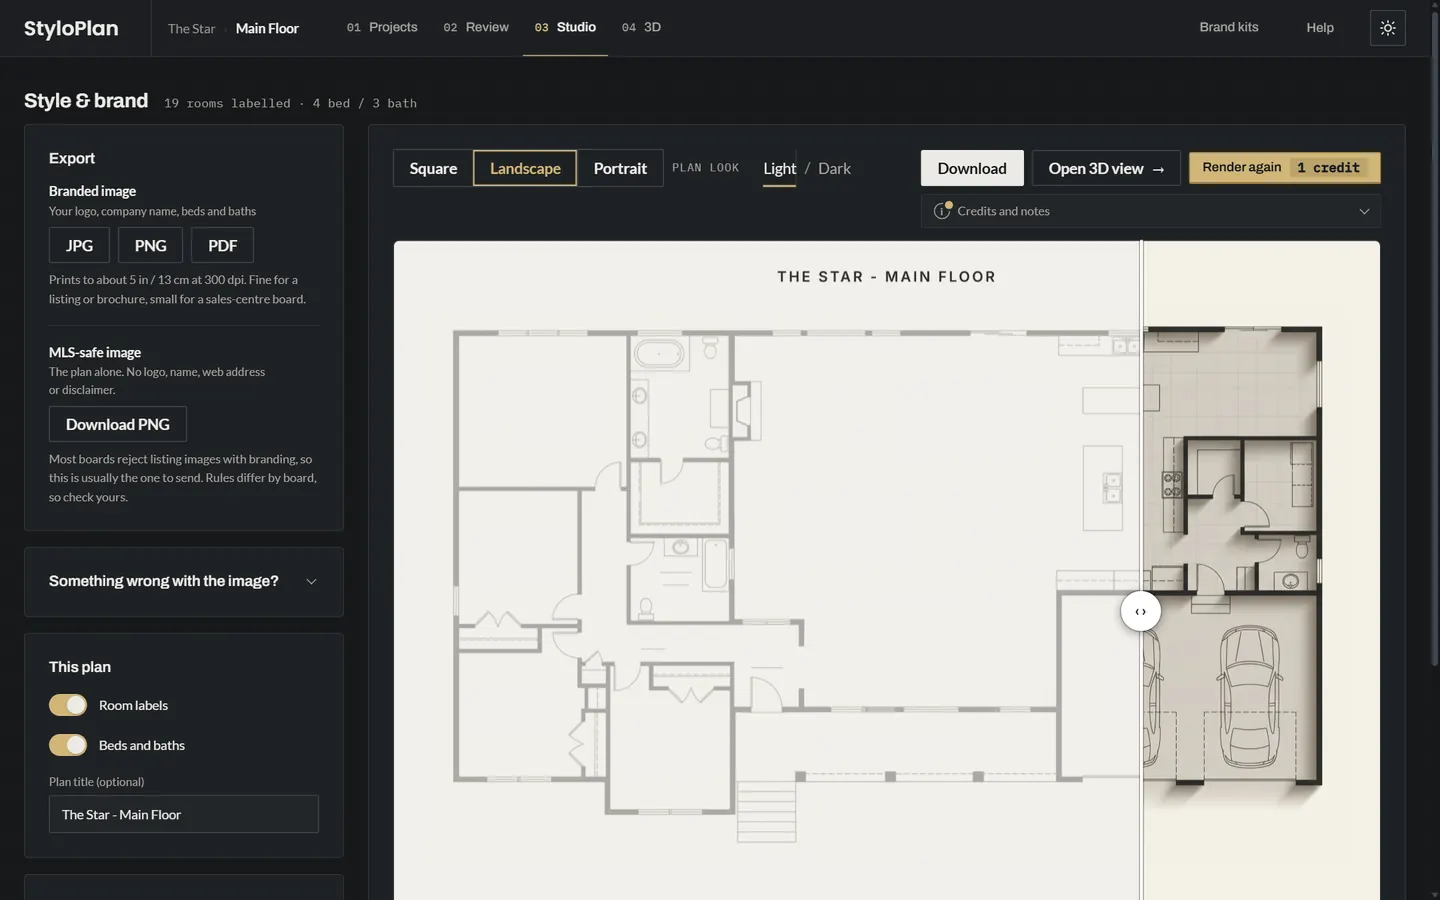 StyloPlan
The Star
Main Floor
01 Projects
02 Review
03 Studio
04 3D
Brand kits
Help
Style & brand
19 rooms labelled · 4 bed / 3 bath
Export
Branded image
Your logo, company name, beds and baths
JPG
PNG
PDF
Prints to about 5 in / 13 cm at 300 dpi. Fine for a
listing or brochure, small for a sales-centre board.
MLS-safe image
The plan alone. No logo, name, web address
or disclaimer.
Download PNG
Most boards reject listing images with branding, so
this is usually the one to send. Rules differ by board,
so check yours.
Something wrong with the image?
This plan
Room labels
Beds and baths
Plan title (optional)
The Star - Main Floor
Square
Landscape
Portrait
PLAN LOOK
Light / Dark
Download
Open 3D view →
Render again 1 credit
Credits and notes
THE STAR - MAIN FLOOR